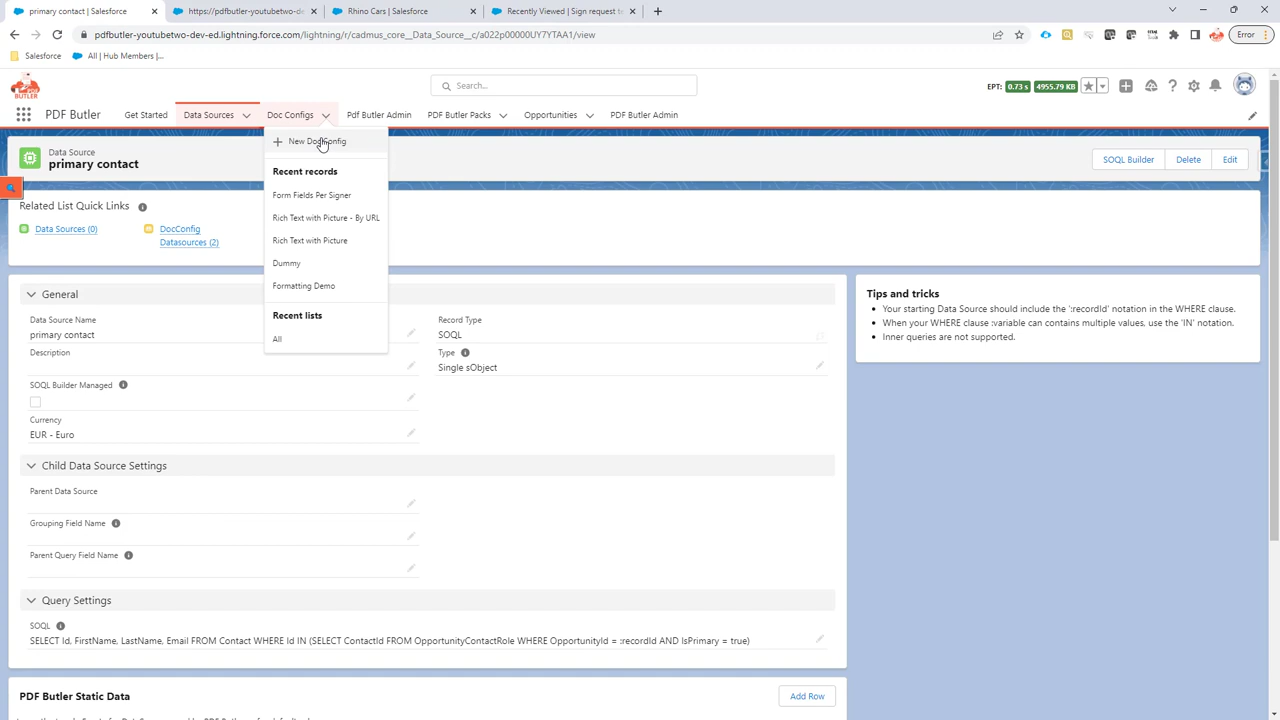 primary contact | Salesforce
https://pdfbutler-youtubetwo-de
Rhino Cars | Salesforce
Recently Viewed | Sign request te
pdfbutler-youtubetwo-dev-ed.lightning.force.com/lightning/r/cadmus_core__Data_Source__c/a022p00000UY7YTAA1/view
Error
Salesforce
All | Hub Members |...
PDF BUTLER
Search...
EPT: 0.73 s 4955.79 KB
PDF Butler
Get Started
Data Sources
Doc Configs
Pdf Butler Admin
PDF Butler Packs
Opportunities
PDF Butler Admin
New DocConfig
Recent records
Form Fields Per Signer
Rich Text with Picture - By URL
Rich Text with Picture
Dummy
Formatting Demo
Recent lists
All
Data Source
primary contact
SOQL Builder
Delete
Edit
Related List Quick Links
Data Sources (0)
DocConfig
Datasources (2)
General
Data Source Name
primary contact
Description
SOQL Builder Managed
Currency
EUR - Euro
Record Type
SOQL
Type
Single sObject
Child Data Source Settings
Parent Data Source
Grouping Field Name
Parent Query Field Name
Query Settings
SOQL
SELECT Id, FirstName, LastName, Email FROM Contact WHERE Id IN (SELECT ContactId FROM OpportunityContactRole WHERE OpportunityId = :recordId AND IsPrimary = true)
Tips and tricks
Your starting Data Source should include the ':recordId' notation in the WHERE clause.
When your WHERE clause :variable can contains multiple values, use the 'IN' notation.
Inner queries are not supported.
PDF Butler Static Data
Add Row